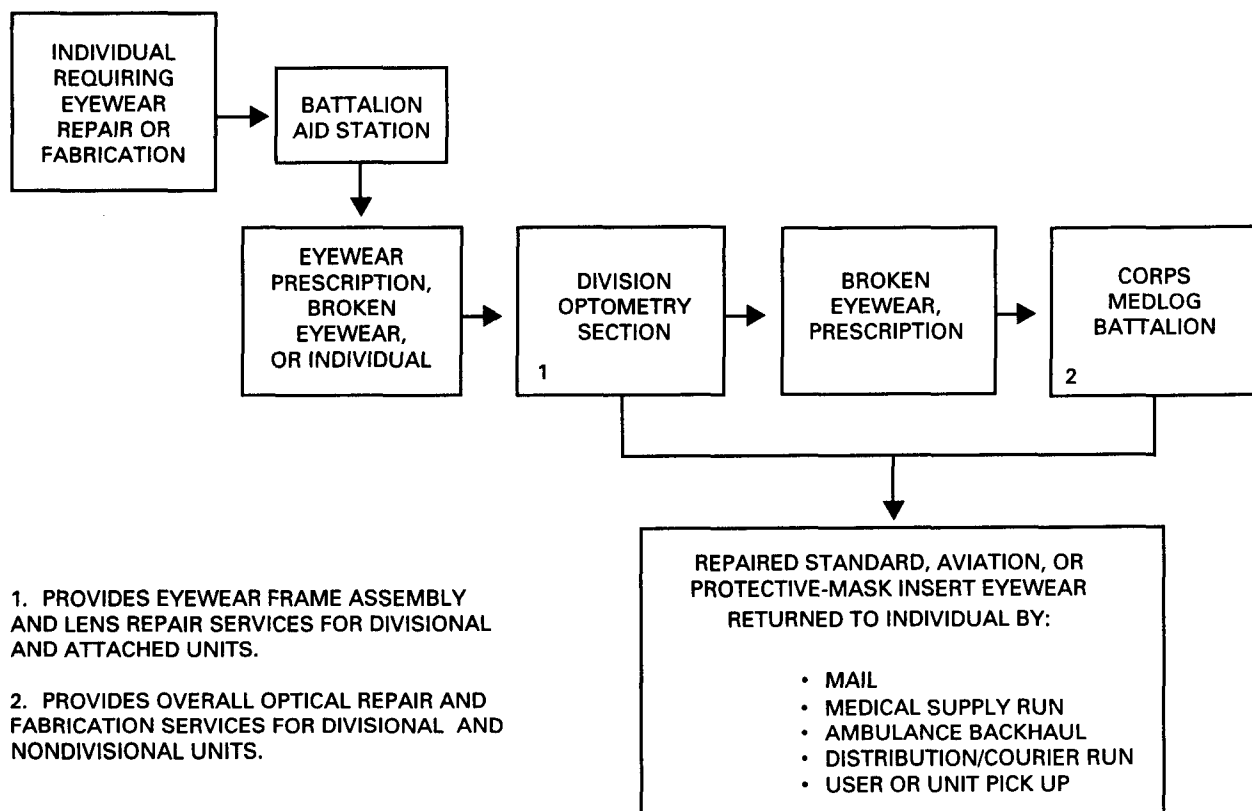 INDIVIDUAL
REQUIRING
EYEWEAR
REPAIR OR
FABRICATION
BATTALION
AID STATION
EYEWEAR
PRESCRIPTION,
BROKEN
EYEWEAR,
OR INDIVIDUAL
DIVISION
OPTOMETRY
SECTION
1
BROKEN
EYEWEAR,
PRESCRIPTION
CORPS
MEDLOG
BATTALION
2
REPAIRED STANDARD, AVIATION, OR
PROTECTIVE-MASK INSERT EYEWEAR
RETURNED TO INDIVIDUAL BY:
• MAIL
• MEDICAL SUPPLY RUN
• AMBULANCE BACKHAUL
• DISTRIBUTION/COURIER RUN
• USER OR UNIT PICK UP
1. PROVIDES EYEWEAR FRAME ASSEMBLY
AND LENS REPAIR SERVICES FOR DIVISIONAL
AND ATTACHED UNITS.
2. PROVIDES OVERALL OPTICAL REPAIR AND
FABRICATION SERVICES FOR DIVISIONAL AND
NONDIVISIONAL UNITS.